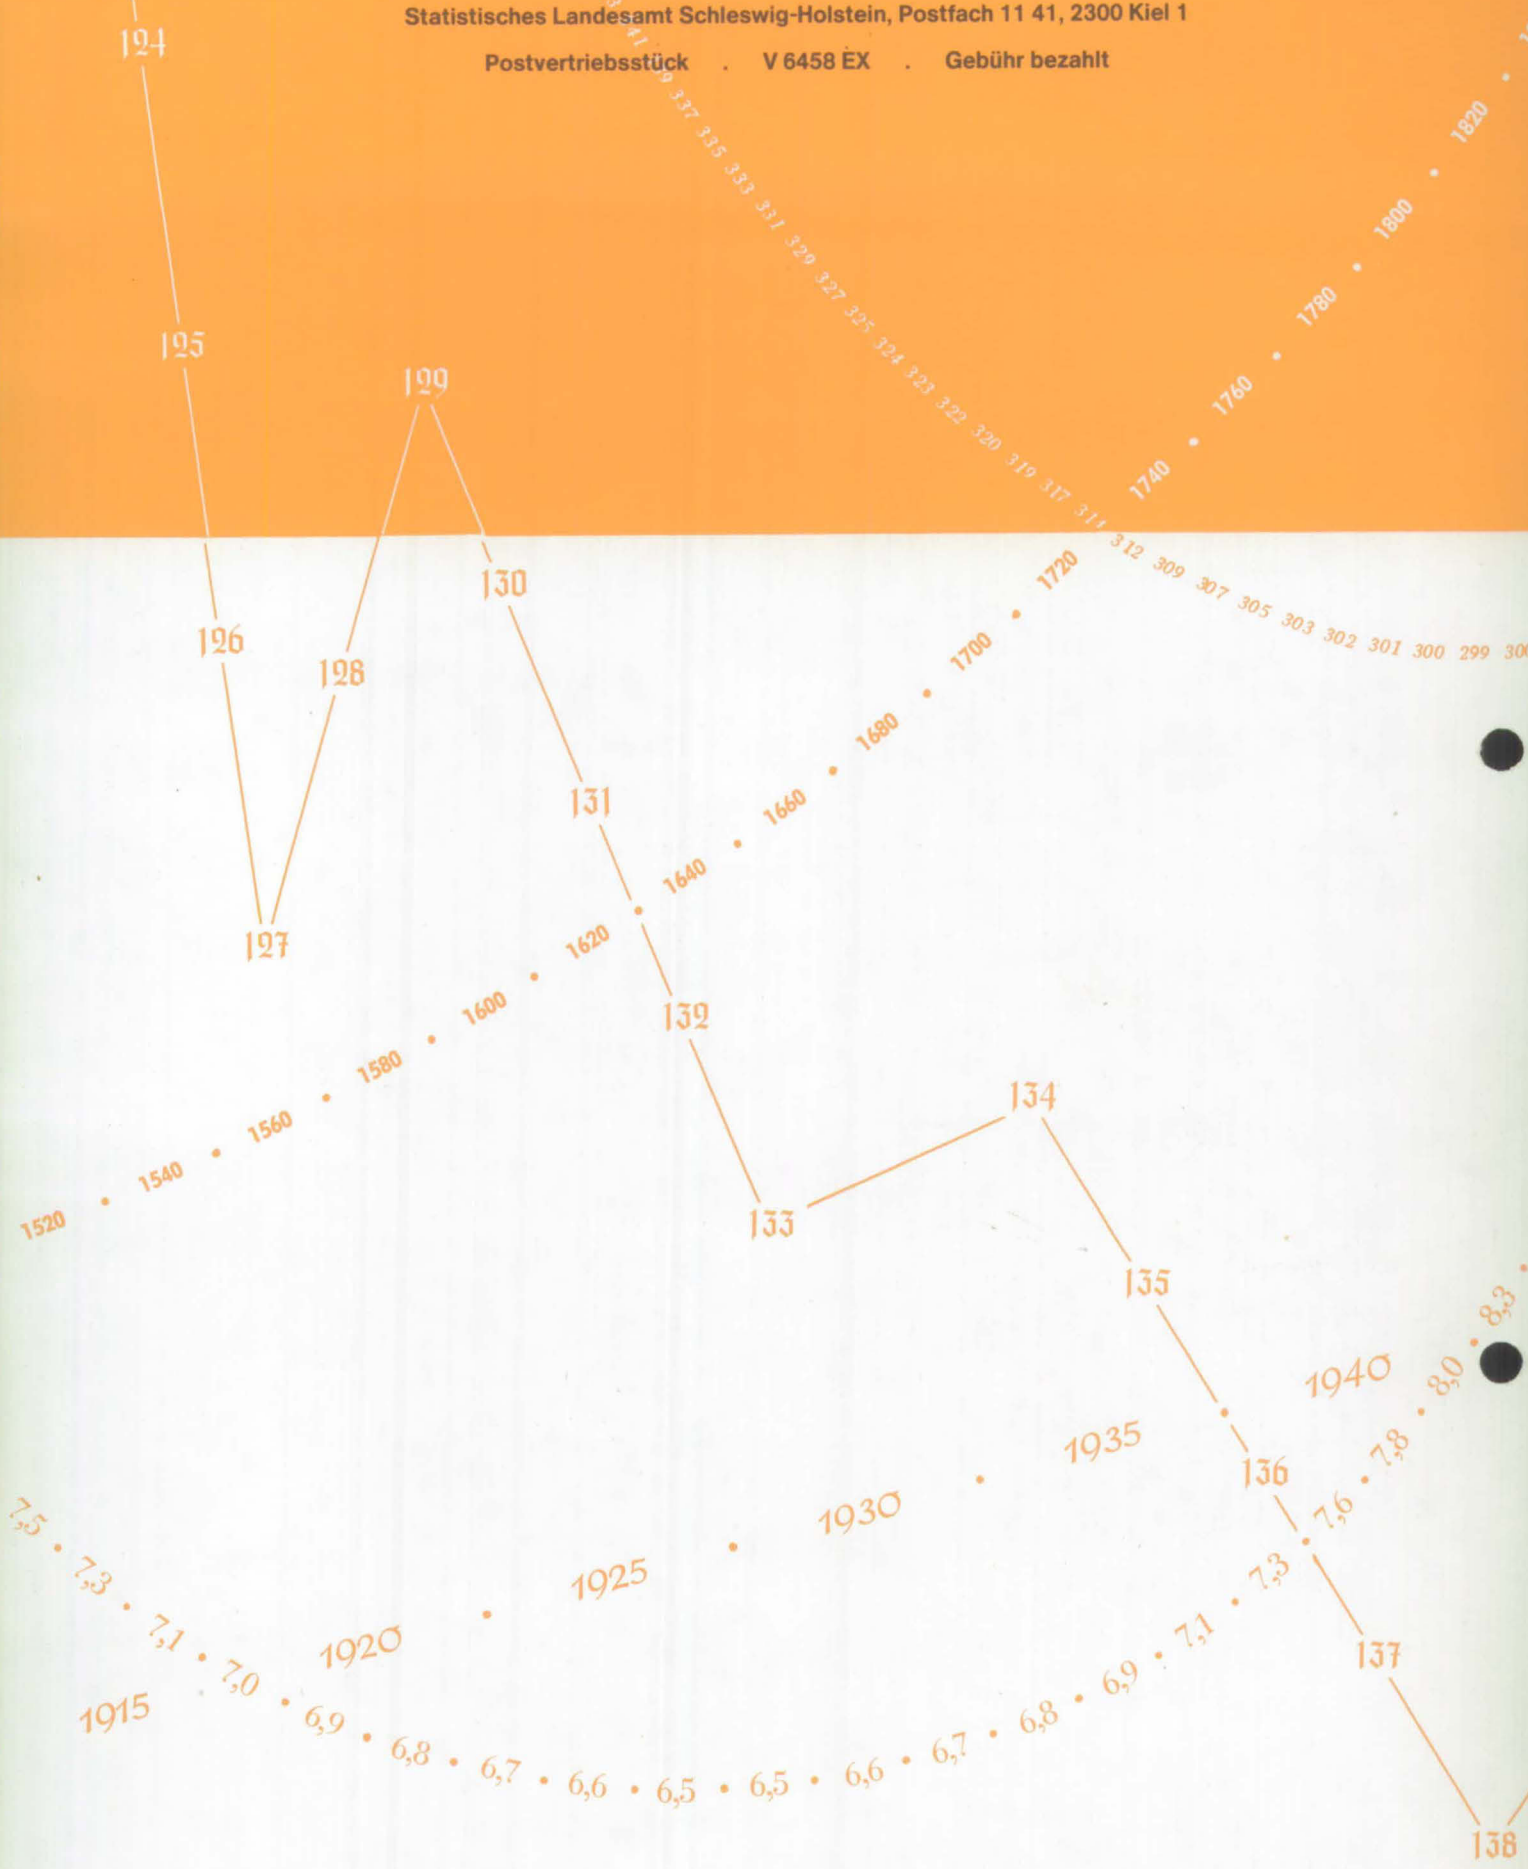 Statistisches Landesamt Schleswig-Holstein, Postfach 11 41, 2300 Kiel 1
Postvertriebsstück . V 6458 EX . Gebühr bezahlt
124
125
126
127
128
129
130
131
132
133
134
135
136
137
138
337 335 333 331 329 327 325 324 323 322 320 319 317 311 312 309 307 305 303 302 301 300 299
1520 • 1540 • 1560 • 1580 • 1600 • 1620 • 1640 • 1660 • 1680 • 1700 • 1720 1740 • 1760 • 1780 • 1800 • 1820
1915 1920 • 1925 • 1930 • 1935 • 1940
7,5 • 7,3 • 7,1 • 7,0 • 6,9 • 6,8 • 6,7 • 6,6 • 6,5 • 6,5 • 6,6 • 6,7 • 6,8 • 6,9 • 7,1 • 7,3 • 7,6 • 7,8 • 8,0 • 8,3